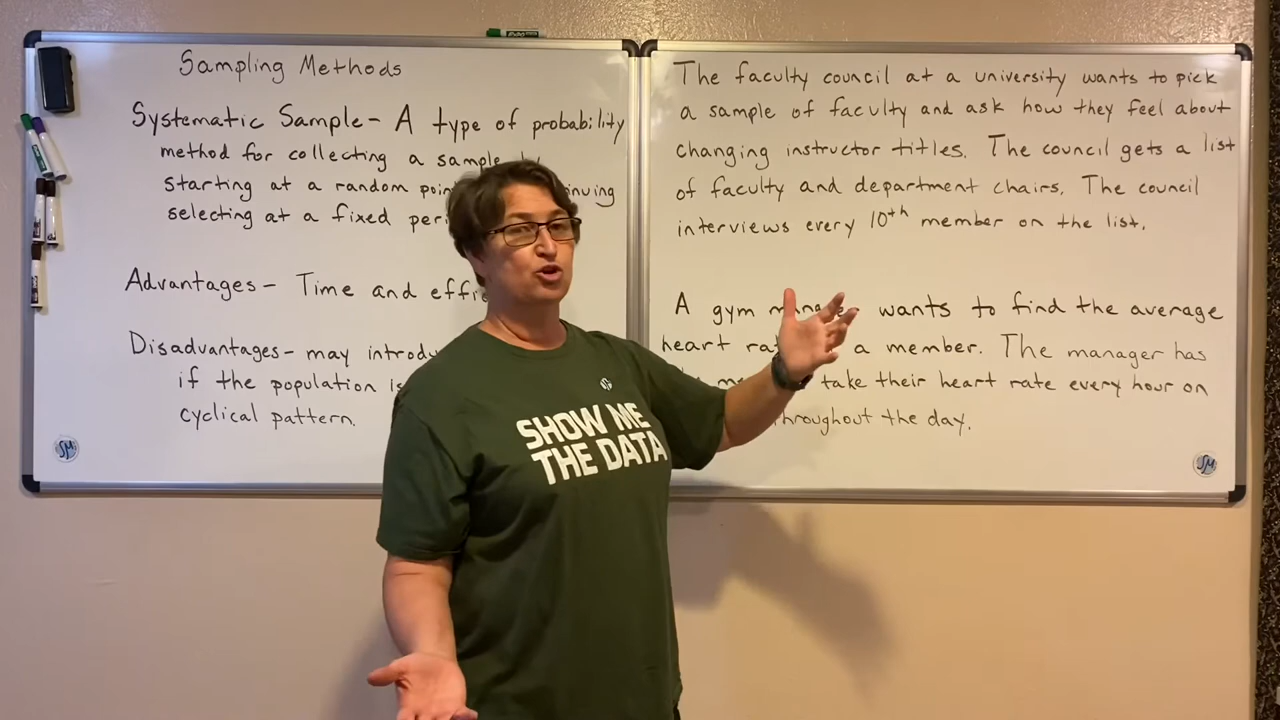 Sampling Methods
Systematic Sample- A type of probability
method for collecting a sample
starting at a random
selecting at a fixed
Advantages- Time and
Disadvantages- may
if the population is
cyclical pattern.
SM
The faculty council at a university wants to pick
a sample of faculty and ask how they feel about
changing instructor titles. The council gets a list
of faculty and department chairs. The council
interviews every 10th member on the list.
A gym wants to find the average
heart a member. The manager has
take their heart rate every hour on
throughout the day.
SM
SHOW ME
THE DATA
EXPO